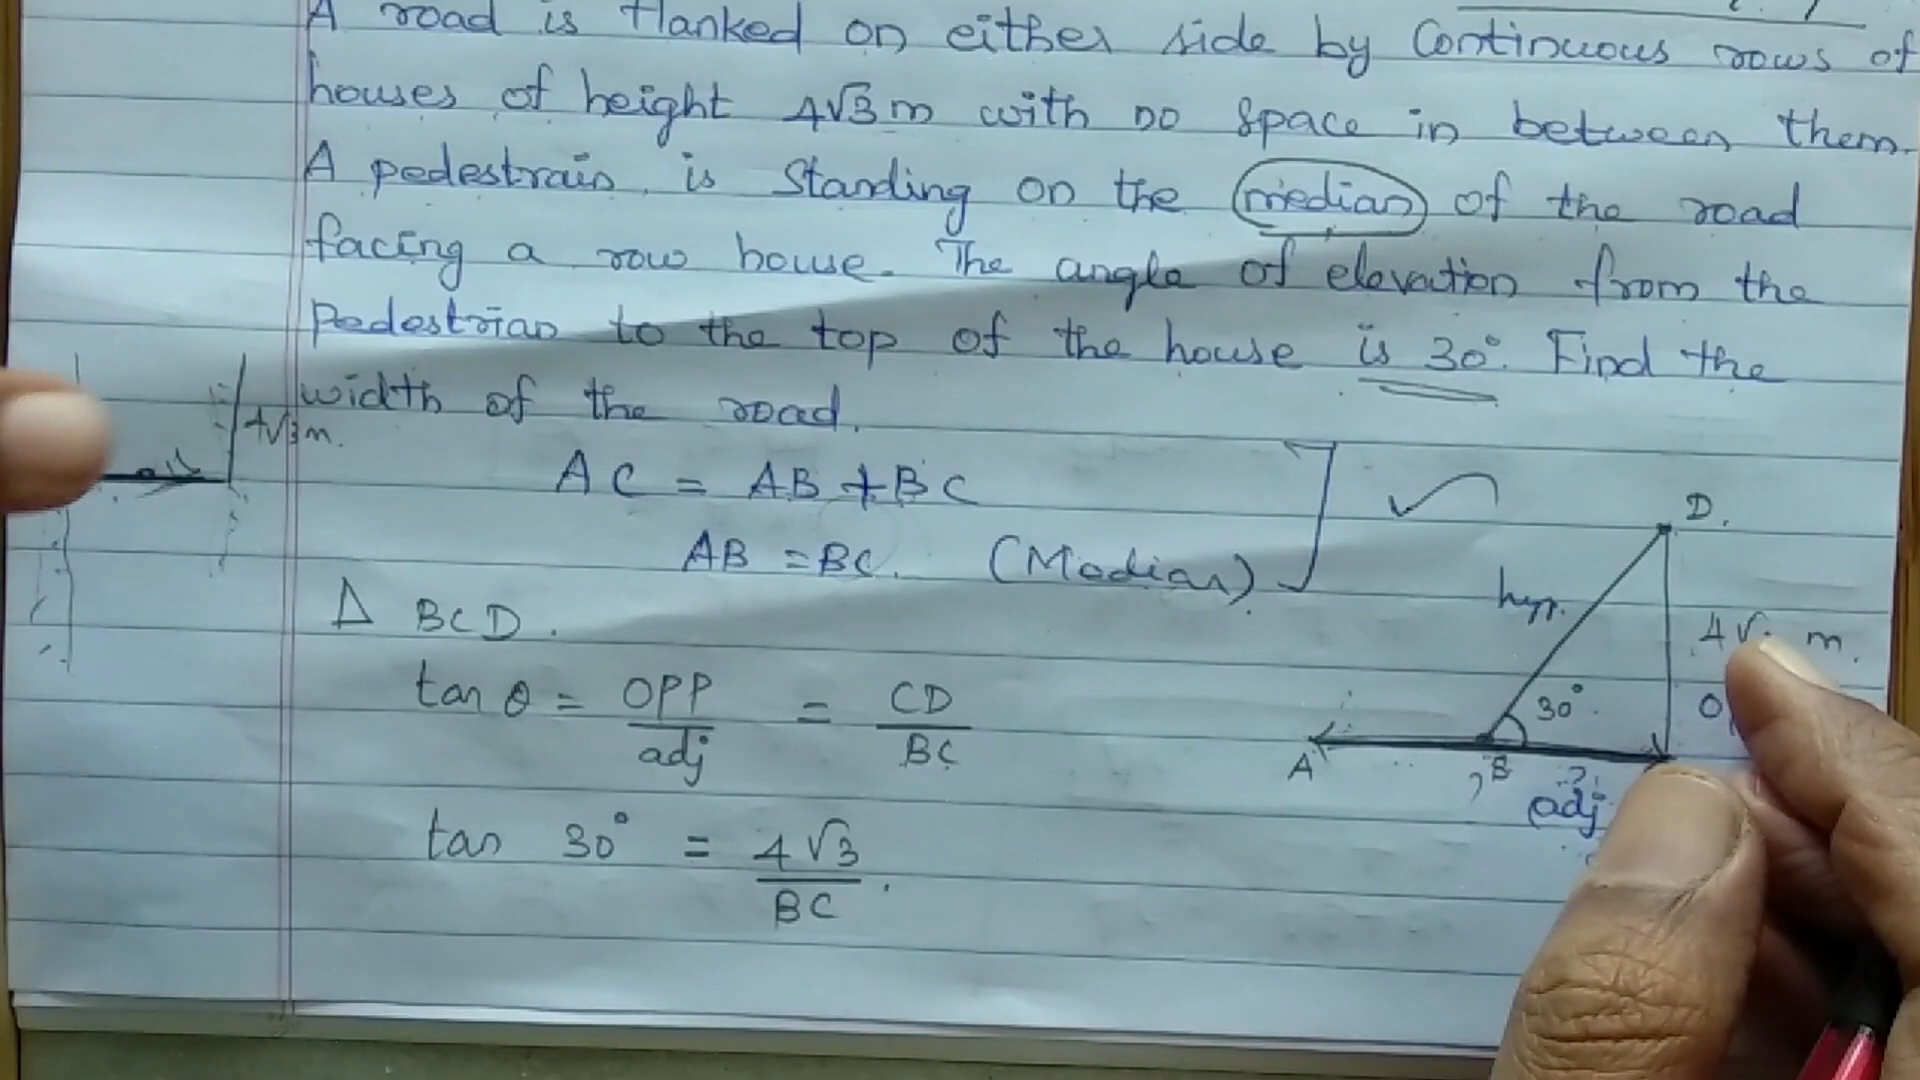 A road is flanked on either side by Continuous rows of
houses of height 4√3 m with no space in between them.
A pedestrain is standing on the median of the road
facing a row house. The angle of elevation from the
pedestrian to the top of the house is 30°. Find the
width of the road.
4√3 m.
AC = AB + BC
AB = BC. (Median).
Δ BCD.
tan θ = OPP/adj = CD/BC
tan 30° = 4√3/BC.
D.
hyp.
m.
30°
A
B
adj